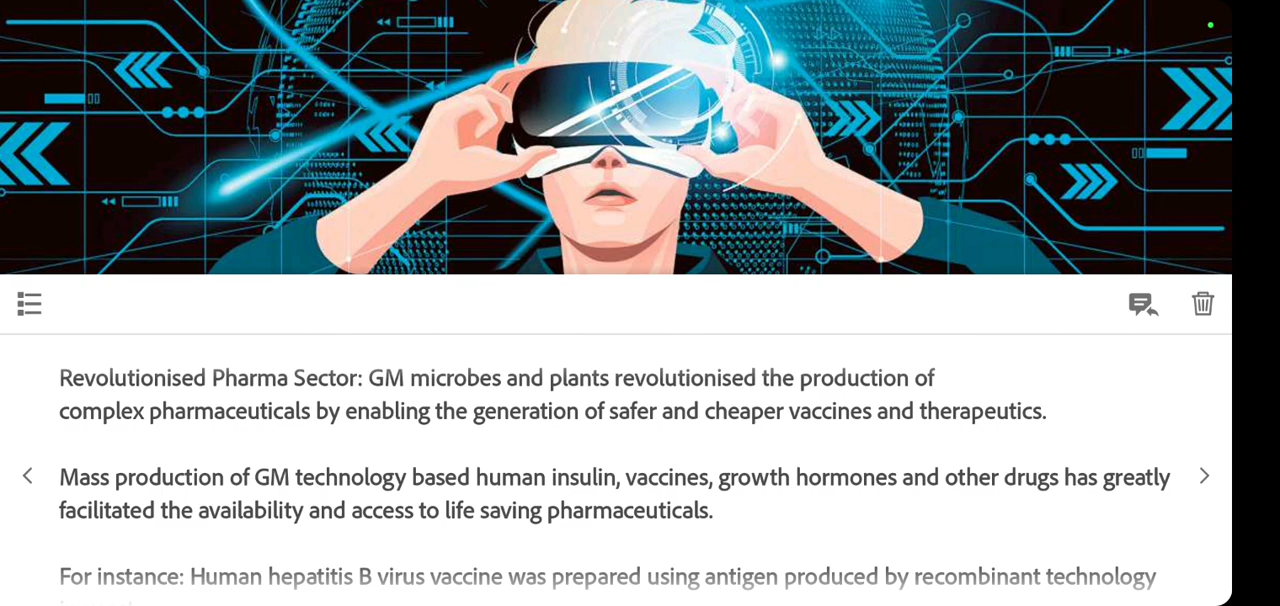 Revolutionised Pharma Sector: GM microbes and plants revolutionised the production of
complex pharmaceuticals by enabling the generation of safer and cheaper vaccines and therapeutics.
Mass production of GM technology based human insulin, vaccines, growth hormones and other drugs has greatly
facilitated the availability and access to life saving pharmaceuticals.
For instance: Human hepatitis B virus vaccine was prepared using antigen produced by recombinant technology